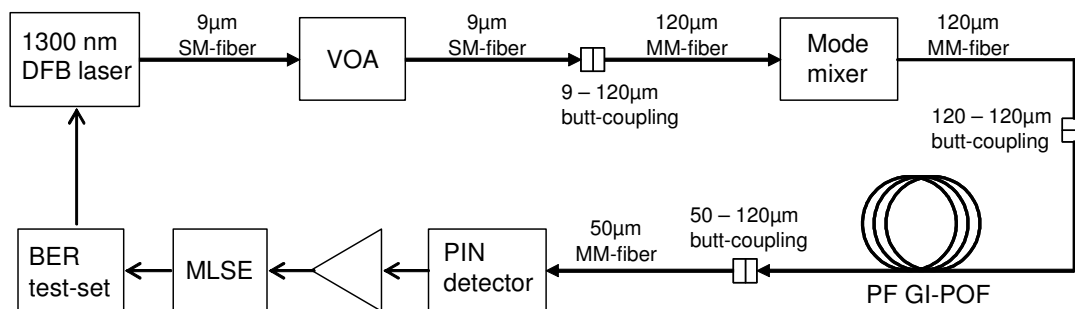 1300 nm
DFB laser
9µm
SM-fiber
VOA
9µm
SM-fiber
9 – 120µm
butt-coupling
120µm
MM-fiber
Mode
mixer
120µm
MM-fiber
120 – 120µm
butt-coupling
PF GI-POF
50 – 120µm
butt-coupling
50µm
MM-fiber
PIN
detector
MLSE
BER
test-set